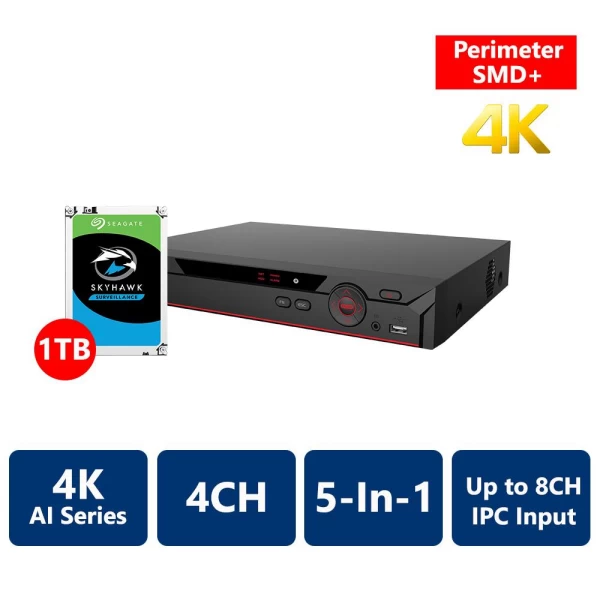 Perimeter
SMD+
4K
SEAGATE
SKYHAWK
SURVEILLANCE
1TB
4K
AI Series
4CH
5-In-1
Up to 8CH
IPC Input